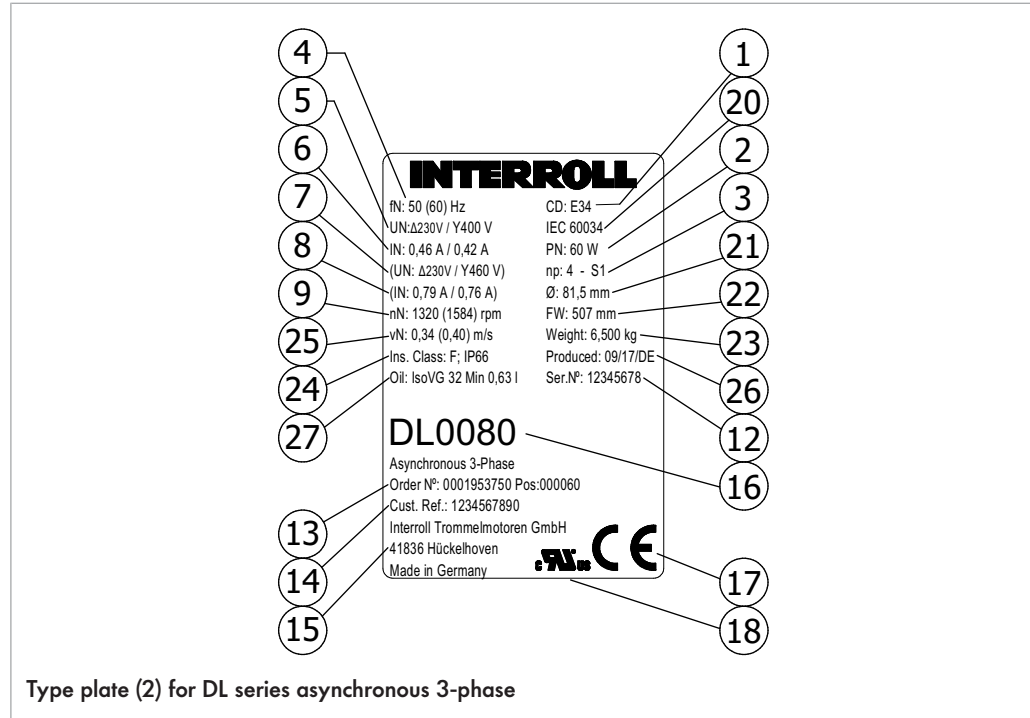 4
5
6
7
8
9
25
24
27
13
14
15
1
20
2
3
21
22
23
26
12
16
17
18
INTERROLL
fN: 50 (60) Hz
UN:Δ230V / Y400 V
IN: 0,46 A / 0,42 A
(UN: Δ230V / Y460 V)
(IN: 0,79 A / 0,76 A)
nN: 1320 (1584) rpm
vN: 0,34 (0,40) m/s
Ins. Class: F; IP66
Oil: IsoVG 32 Min 0,63 l
CD: E34
IEC 60034
PN: 60 W
np: 4 - S1
Ø: 81,5 mm
FW: 507 mm
Weight: 6,500 kg
Produced: 09/17/DE
Ser.Nº: 12345678
DL0080
Asynchronous 3-Phase
Order Nº: 0001953750 Pos:000060
Cust. Ref.: 1234567890
Interroll Trommelmotoren GmbH
41836 Hückelhoven
Made in Germany
c RU us CE
Type plate (2) for DL series asynchronous 3-phase